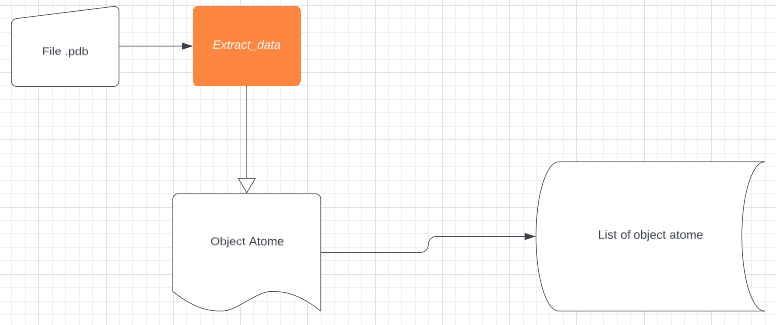 File .pdb
Extract_data
Object Atome
List of object atome